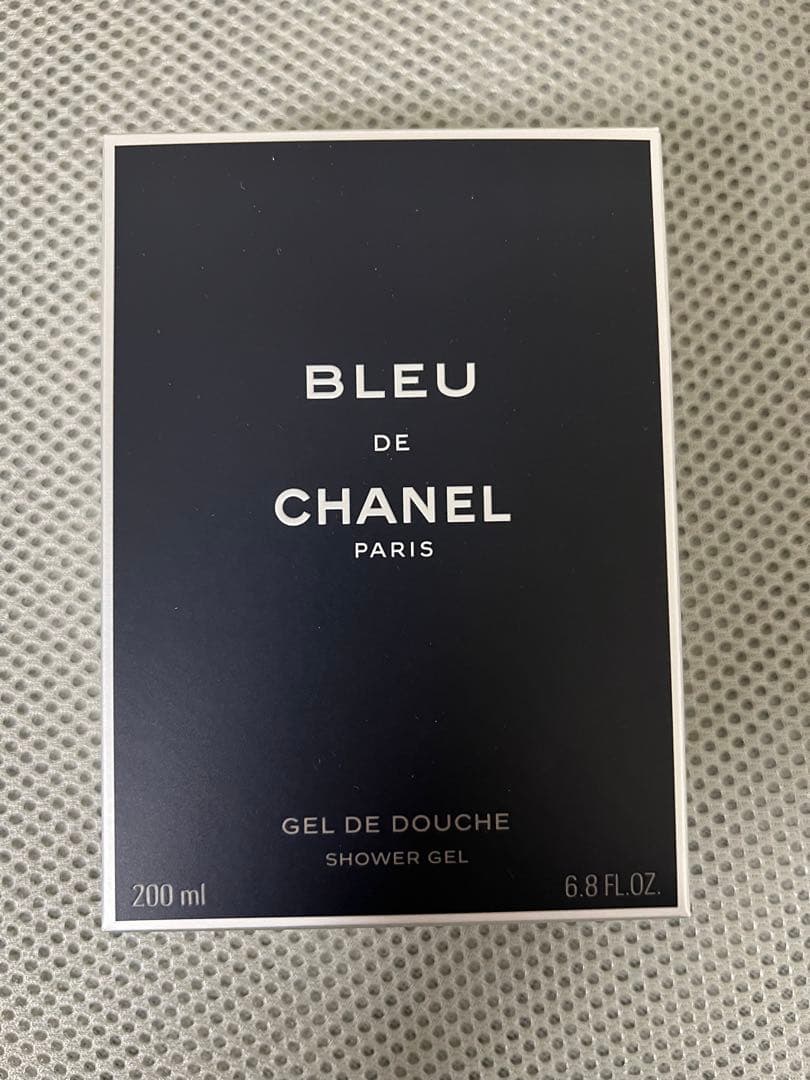 BLEU
DE
CHANEL
PARIS
GEL DE DOUCHE
SHOWER GEL
200 ml
6.8 FL.OZ.